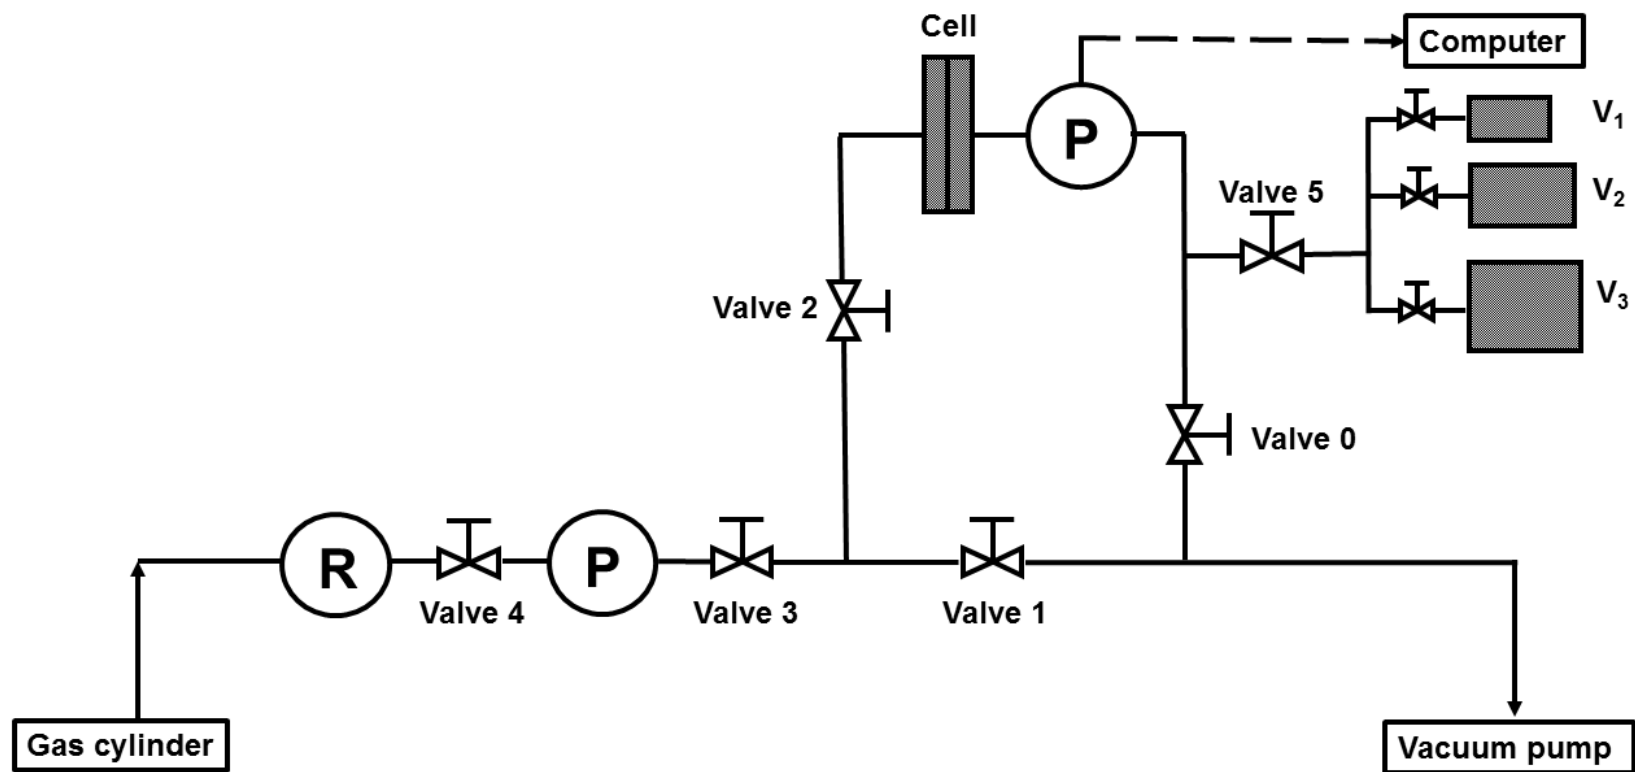 Cell
Computer
P
V1
Valve 5
V2
Valve 2
V3
Valve 0
R
P
Valve 4
Valve 3
Valve 1
Gas cylinder
Vacuum pump